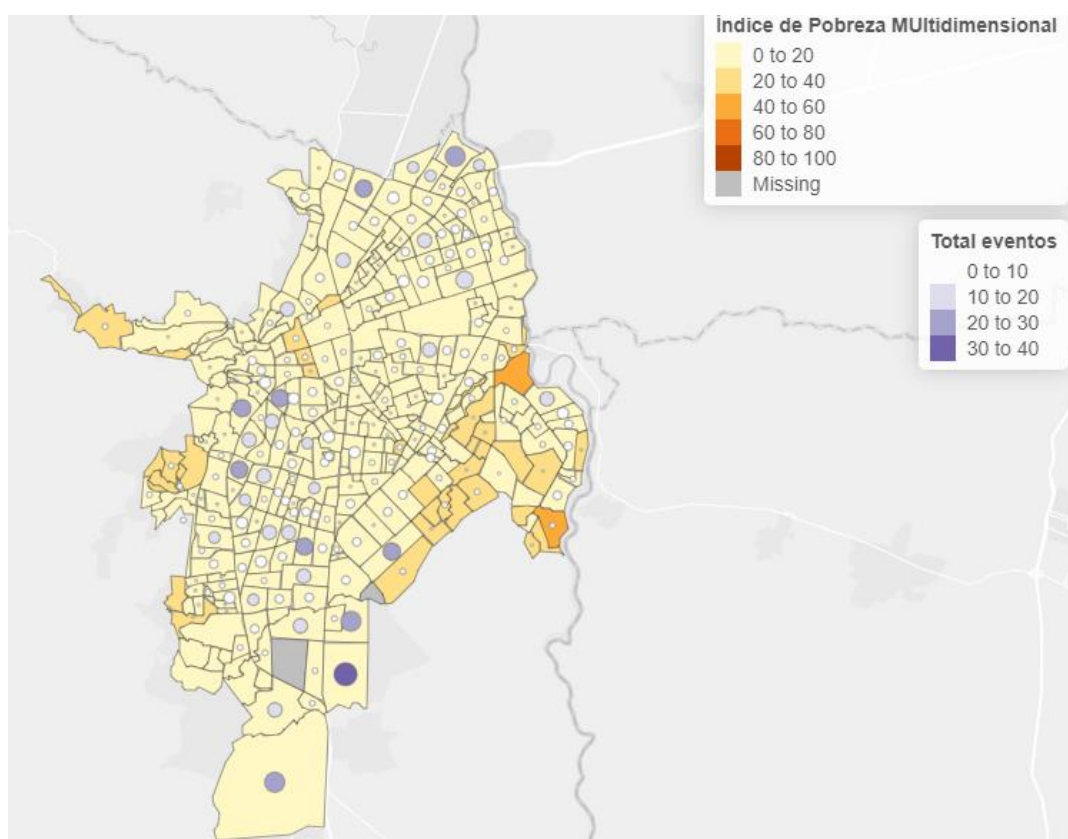 Índice de Pobreza MUltidimensional
0 to 20
20 to 40
40 to 60
60 to 80
80 to 100
Missing
Total eventos
0 to 10
10 to 20
20 to 30
30 to 40